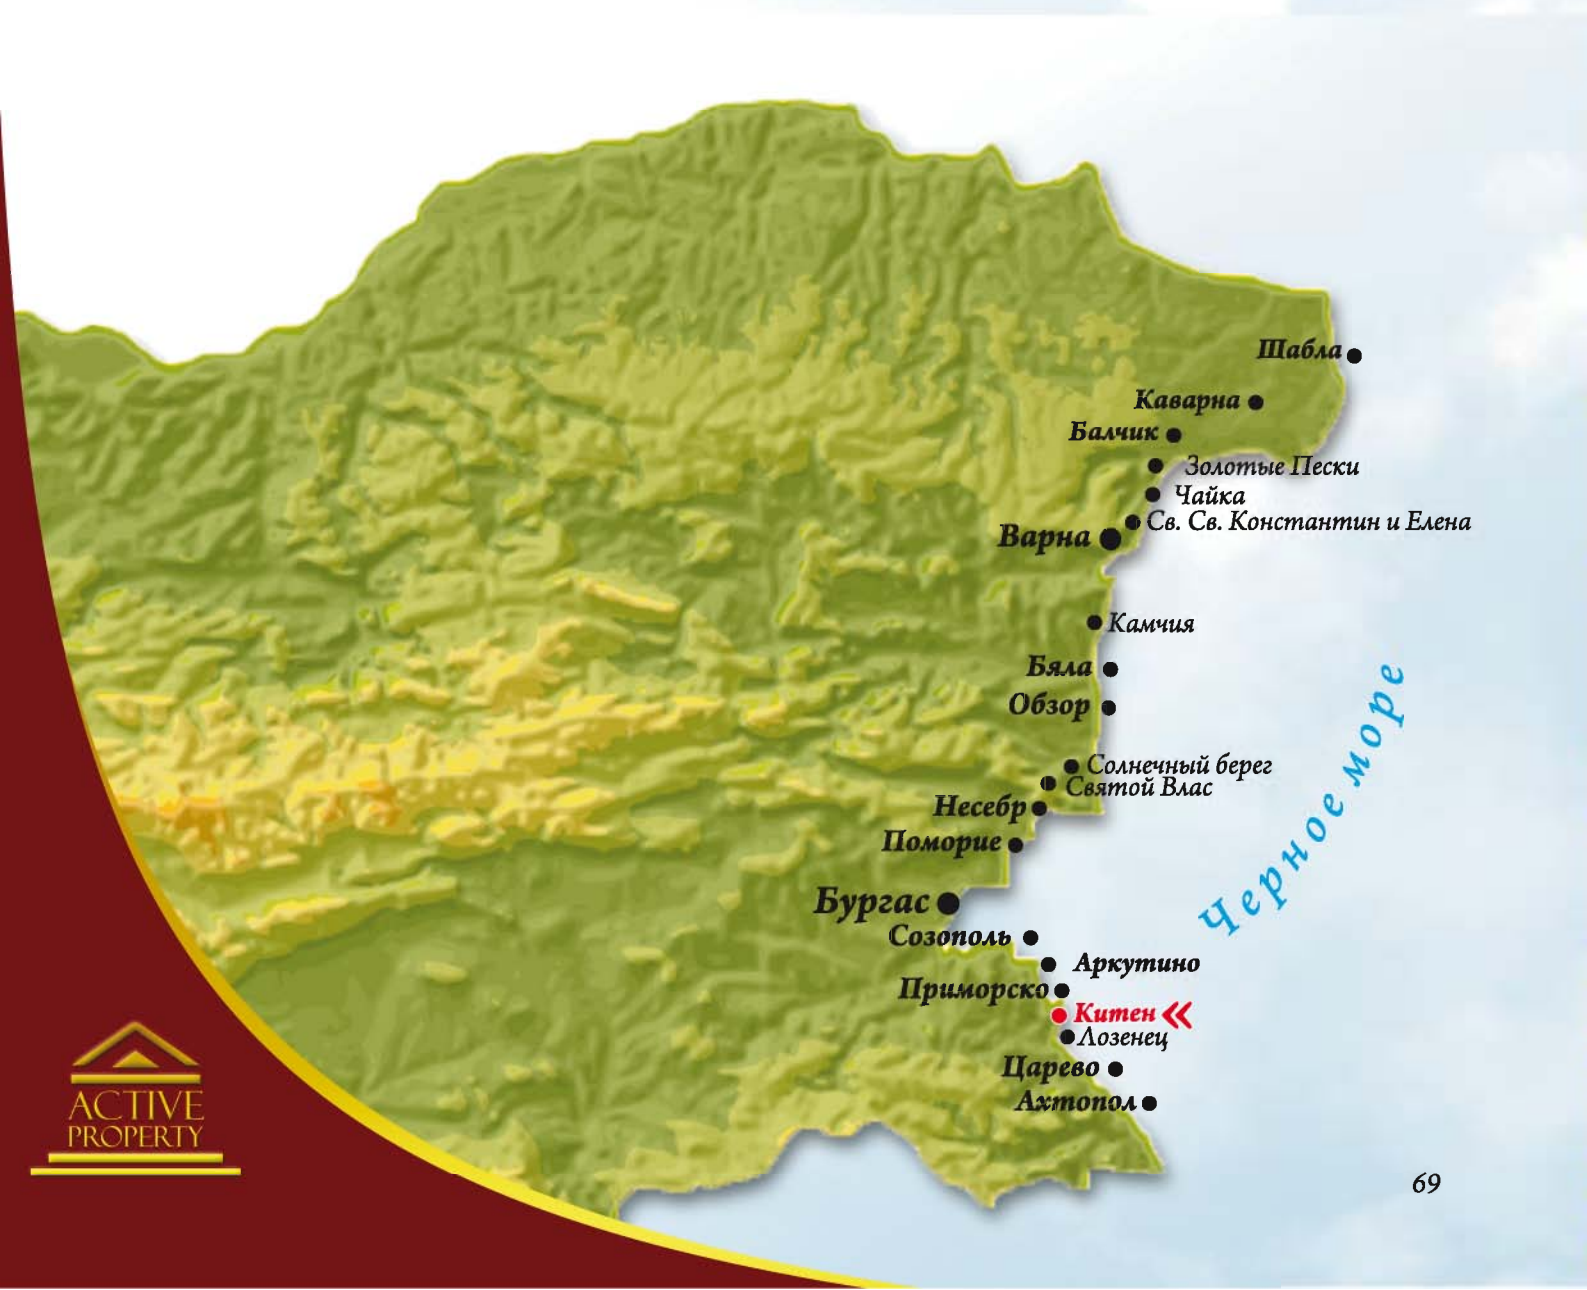 Шабла
Каварна
Балчик
Золотые Пески
Чайка
Св. Св. Константин и Елена
Варна
Камчия
Бяла
Обзор
Солнечный берег
Святой Влас
Несебр
Поморие
Бургас
Созополь
Аркутино
Приморско
Китен «
Лозенец
Царево
Ахтопол
Черное море
ACTIVE
PROPERTY
69